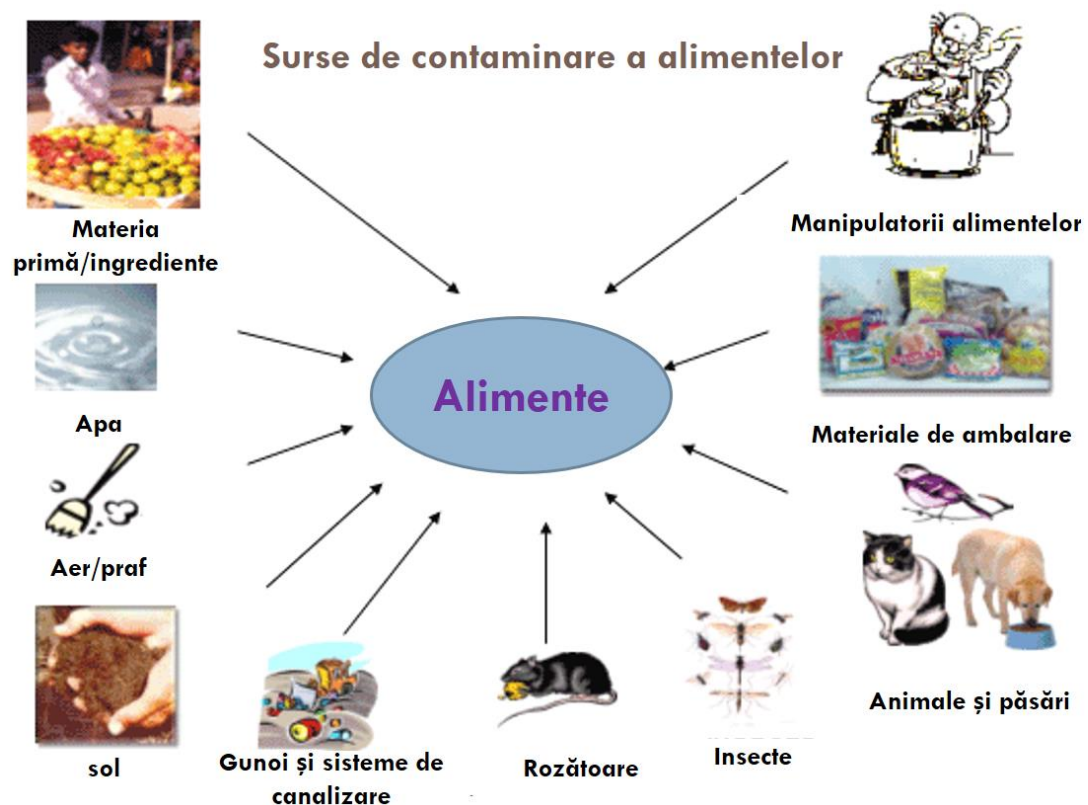 Surse de contaminare a alimentelor
Materia
primă/ingrediente
Apa
Aer/praf
sol
Gunoi și sisteme de
canalizare
Rozătoare
Insecte
Animale și păsări
Materiale de ambalare
Manipulatorii alimentelor
Alimente